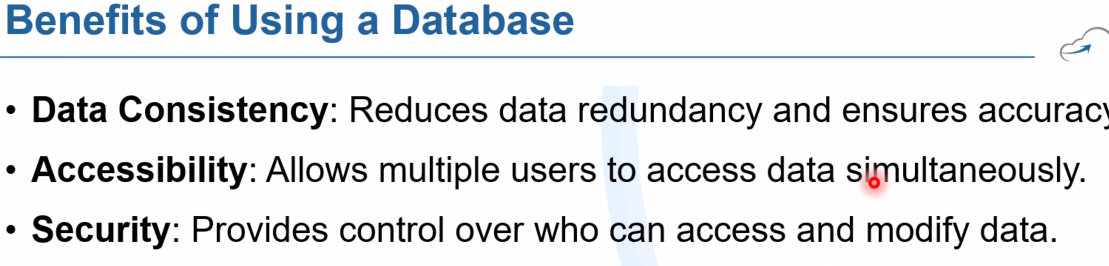 Benefits of Using a Database
• Data Consistency: Reduces data redundancy and ensures accuracy
• Accessibility: Allows multiple users to access data simultaneously.
• Security: Provides control over who can access and modify data.